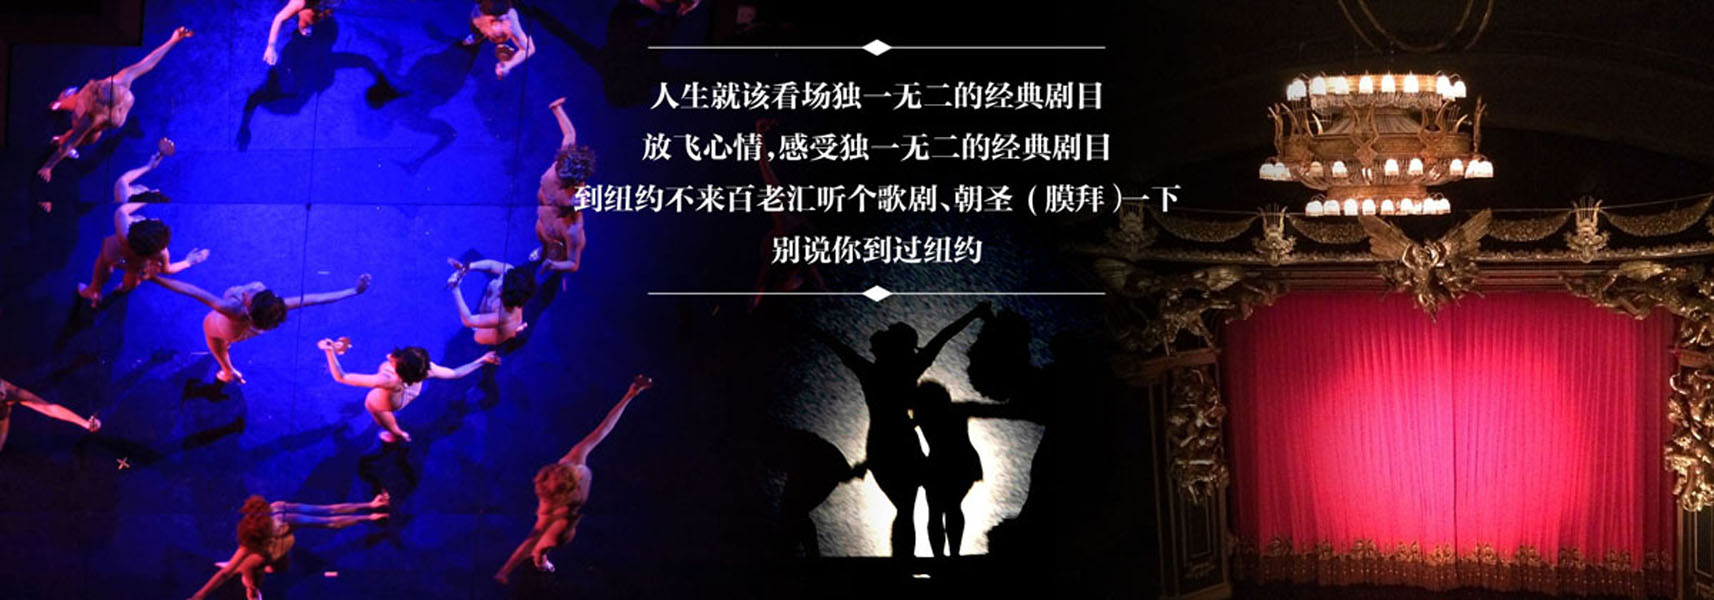 人生就该看场独一无二的经典剧目
放飞心情，感受独一无二的经典剧目
到纽约不来百老汇听个歌剧、朝圣（膜拜）一下
别说你到过纽约